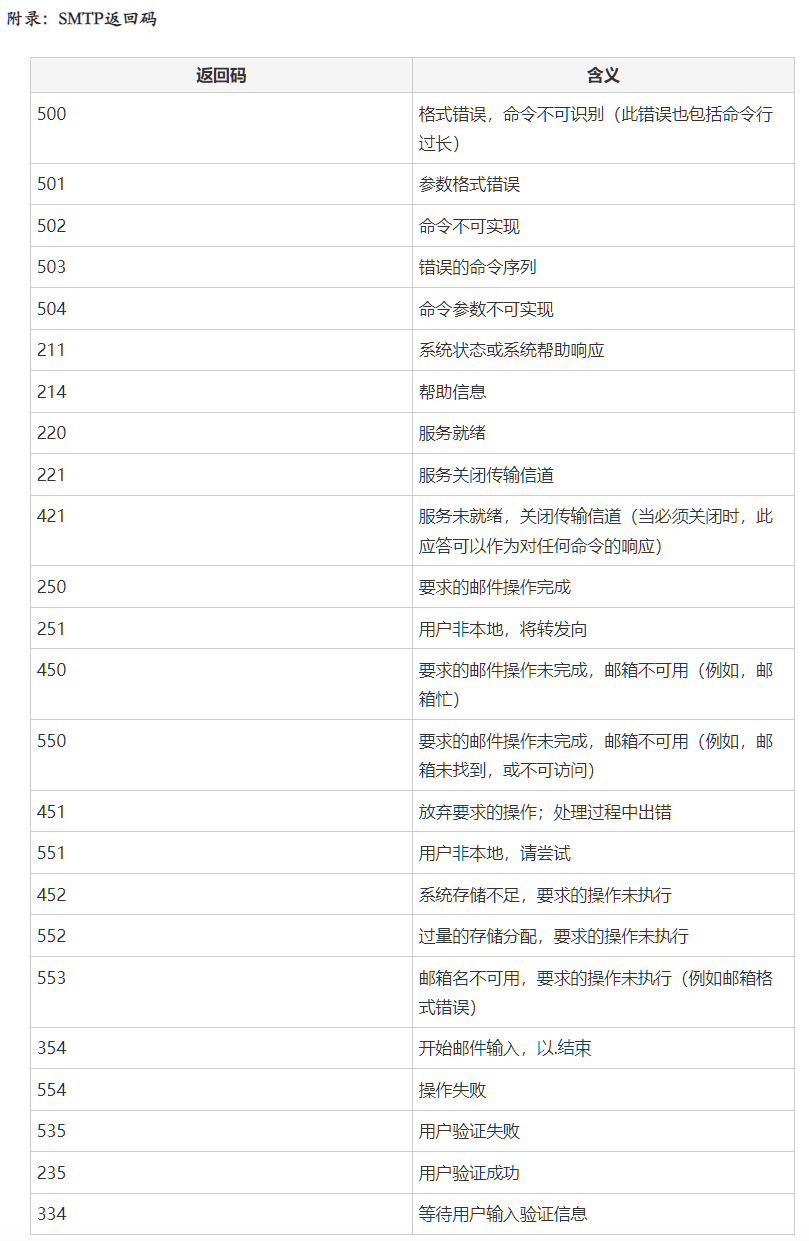 附录：SMTP返回码
返回码 含义
500 格式错误，命令不可识别（此错误也包括命令行
过长）
501 参数格式错误
502 命令不可实现
503 错误的命令序列
504 命令参数不可实现
211 系统状态或系统帮助响应
214 帮助信息
220 服务就绪
221 服务关闭传输信道
421 服务未就绪，关闭传输信道（当必须关闭时，此
应答可以作为对任何命令的响应）
250 要求的邮件操作完成
251 用户非本地，将转发向
450 要求的邮件操作未完成，邮箱不可用（例如，邮
箱忙）
550 要求的邮件操作未完成，邮箱不可用（例如，邮
箱未找到，或不可访问）
451 放弃要求的操作；处理过程中出错
551 用户非本地，请尝试
452 系统存储不足，要求的操作未执行
552 过量的存储分配，要求的操作未执行
553 邮箱名不可用，要求的操作未执行（例如邮箱格
式错误）
354 开始邮件输入，以.结束
554 操作失败
535 用户验证失败
235 用户验证成功
334 等待用户输入验证信息